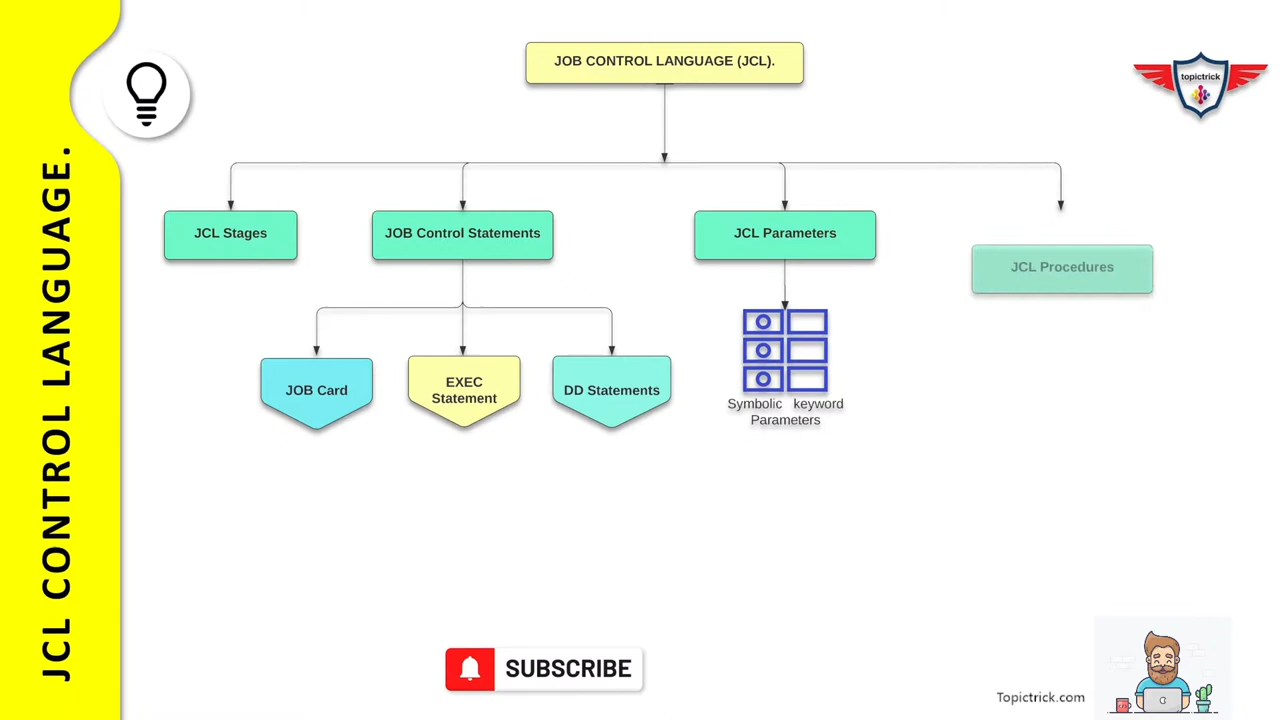 JCL CONTROL LANGUAGE.
JOB CONTROL LANGUAGE (JCL).
topictrick
JCL Stages
JOB Control Statements
JCL Parameters
JCL Procedures
JOB Card
EXEC
Statement
DD Statements
Symbolic keyword
Parameters
SUBSCRIBE
Topictrick.com